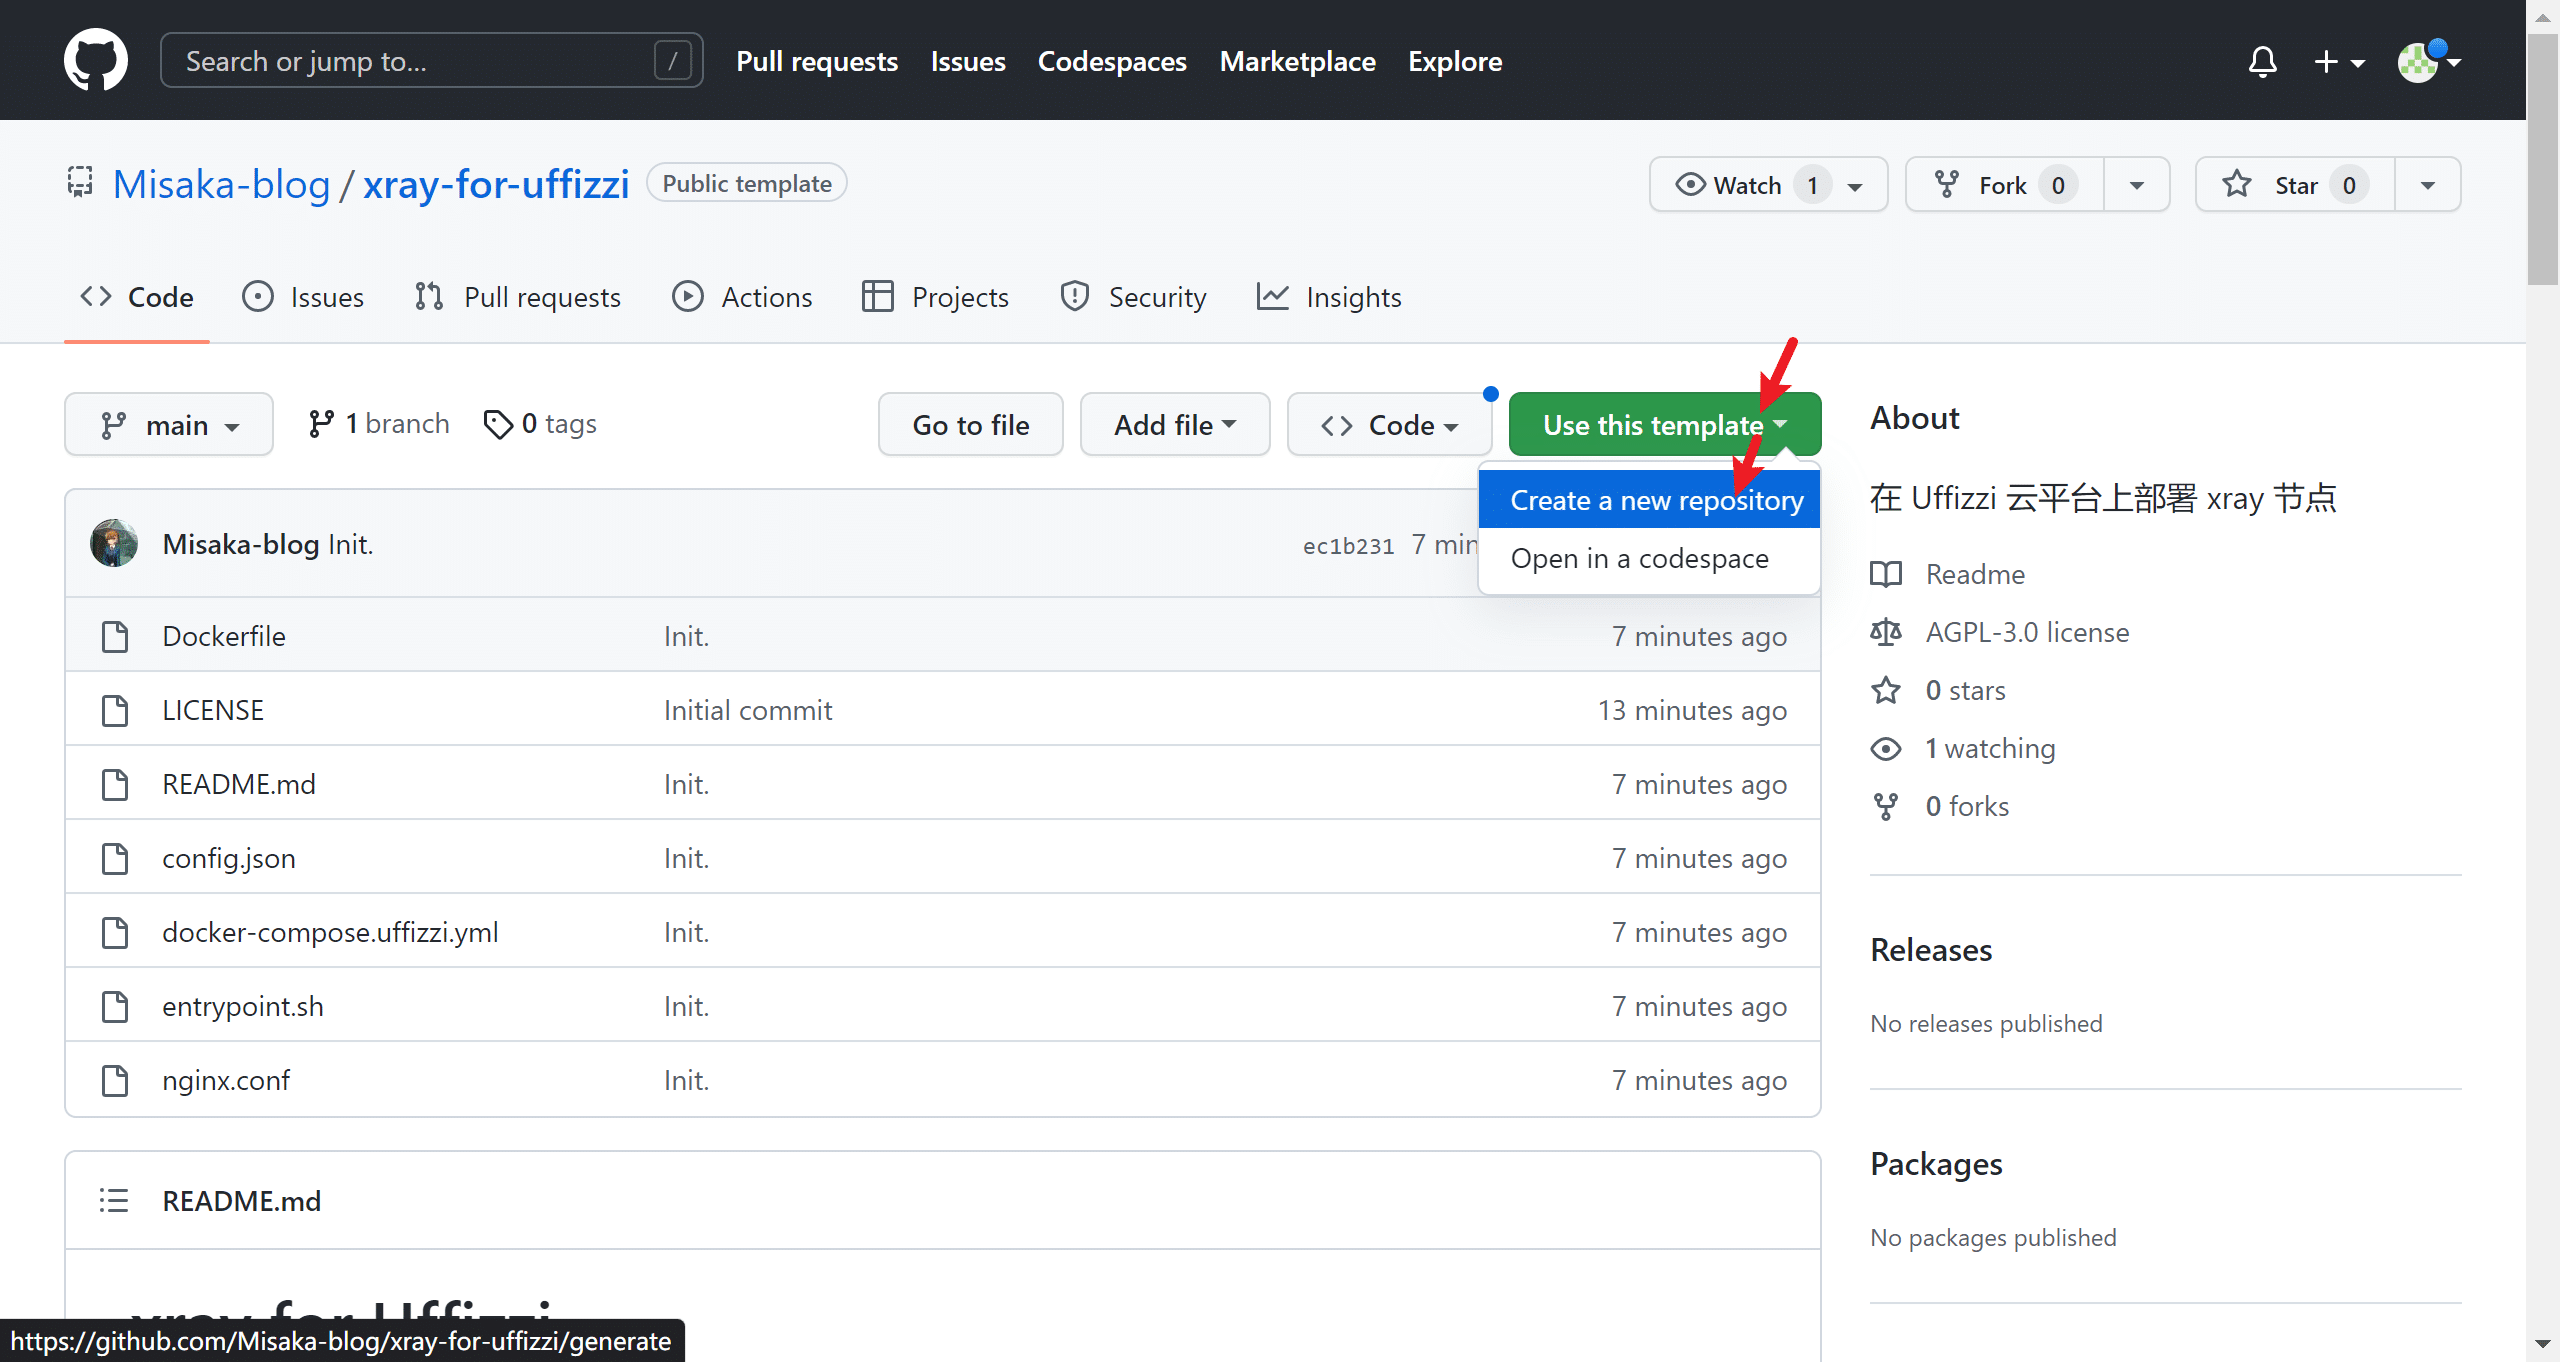 Search or jump to... /
Pull requests Issues Codespaces Marketplace Explore
Misaka-blog / xray-for-uffizzi Public template
Watch 1 Fork 0 Star 0
Code Issues Pull requests Actions Projects Security Insights
main 1 branch 0 tags Go to file Add file Code Use this template
Create a new repository
Open in a codespace
Misaka-blog Init. ec1b231 7 min
Dockerfile Init. 7 minutes ago
LICENSE Initial commit 13 minutes ago
README.md Init. 7 minutes ago
config.json Init. 7 minutes ago
docker-compose.uffizzi.yml Init. 7 minutes ago
entrypoint.sh Init. 7 minutes ago
nginx.conf Init. 7 minutes ago
README.md
xray-for-Uffizzi
About
在 Uffizzi 云平台上部署 xray 节点
Readme
AGPL-3.0 license
0 stars
1 watching
0 forks
Releases
No releases published
Packages
No packages published
https://github.com/Misaka-blog/xray-for-uffizzi/generate